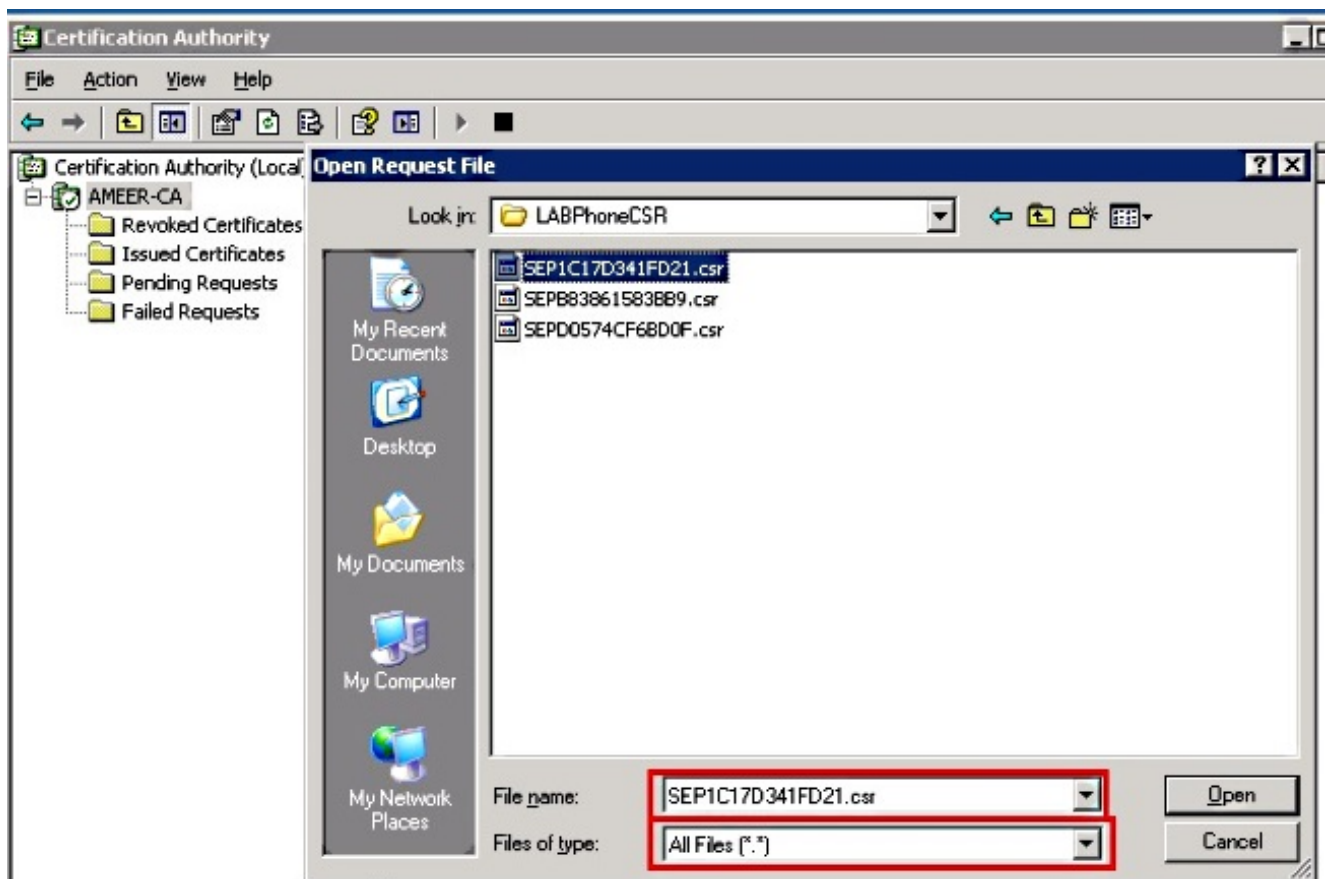 Certification Authority
File Action View Help
Certification Authority (Local)
AMEER-CA
Revoked Certificates
Issued Certificates
Pending Requests
Failed Requests
Open Request File
Look in: LABPhoneCSR
My Recent
Documents
Desktop
My Documents
My Computer
My Network
Places
SEP1C17D341FD21.csr
SEPB83861583BB9.csr
SEPD0574CF6BD0F.csr
File name: SEP1C17D341FD21.csr Open
Files of type: All Files (*.*) Cancel